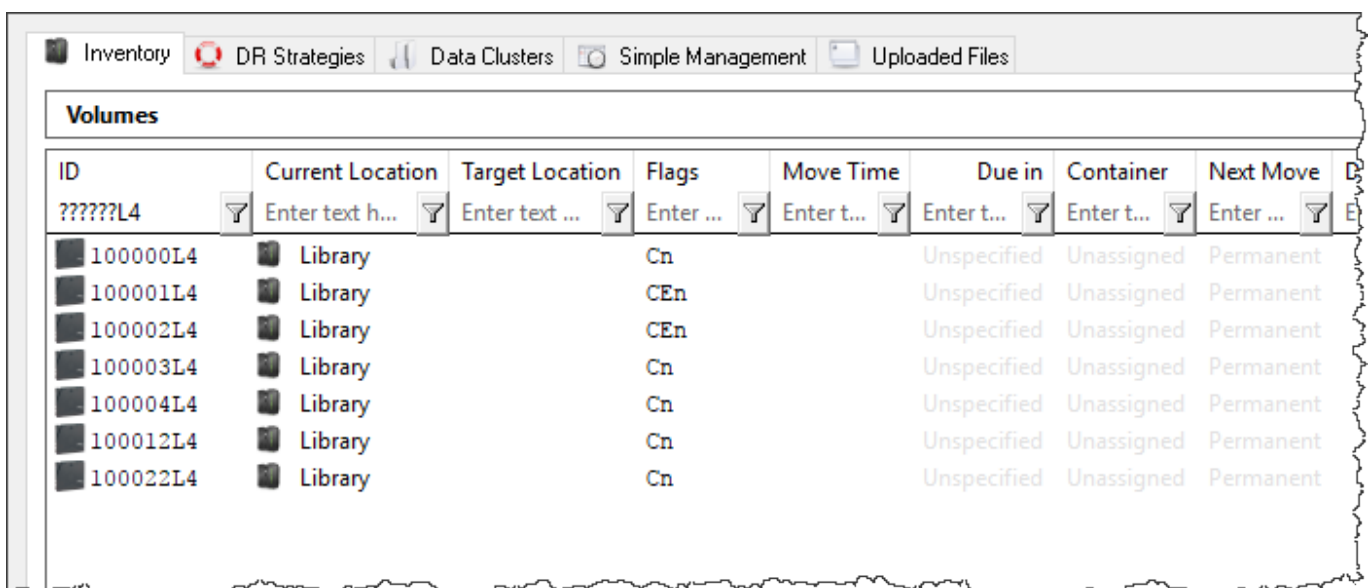 Inventory DR Strategies Data Clusters Simple Management Uploaded Files
Volumes
ID Current Location Target Location Flags Move Time Due in Container Next Move
??????L4 Enter text h... Enter text ... Enter ... Enter t... Enter t... Enter t... Enter ...
100000L4 Library Cn Unspecified Unassigned Permanent
100001L4 Library CEn Unspecified Unassigned Permanent
100002L4 Library CEn Unspecified Unassigned Permanent
100003L4 Library Cn Unspecified Unassigned Permanent
100004L4 Library Cn Unspecified Unassigned Permanent
100012L4 Library Cn Unspecified Unassigned Permanent
100022L4 Library Cn Unspecified Unassigned Permanent